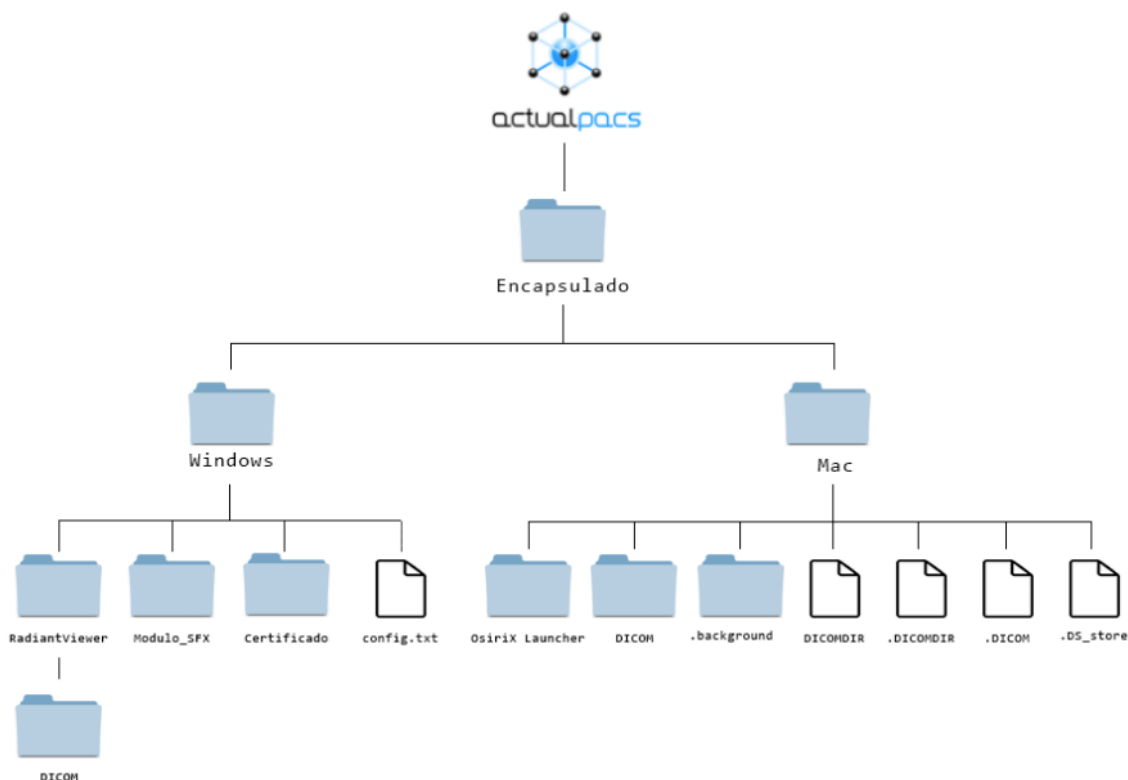 actualpacs
Encapsulado
Windows
Mac
RadiantViewer Modulo_SFX Certificado config.txt OsiriX Launcher DICOM .background DICOMDIR .DICOMDIR .DICOM .DS_store
DICOM